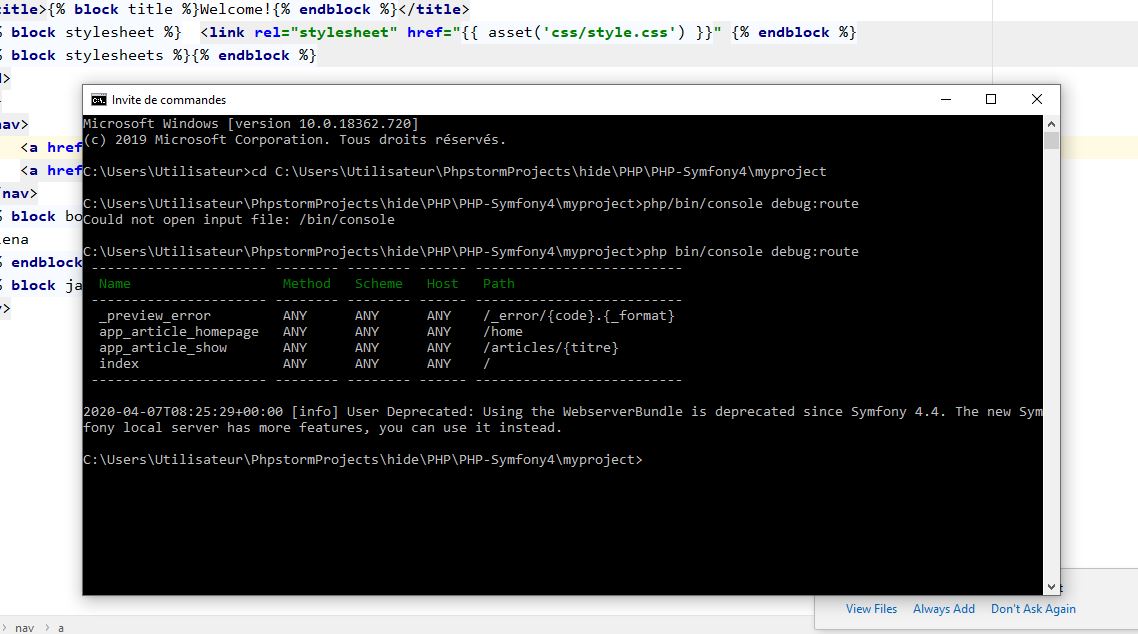 title>{% block title %}Welcome!{% endblock %}</title>
% block stylesheet %}  <link rel="stylesheet" href="{{ asset('css/style.css') }}" {% endblock %}
% block stylesheets %}{% endblock %}
>
Invite de commandes
nav>
<a href
<a href
nav>
% block bo
ena
% endblock
% block ja
>
Microsoft Windows [version 10.0.18362.720]
(c) 2019 Microsoft Corporation. Tous droits réservés.
C:\Users\Utilisateur>cd C:\Users\Utilisateur\PhpstormProjects\hide\PHP\PHP-Symfony4\myproject
C:\Users\Utilisateur\PhpstormProjects\hide\PHP\PHP-Symfony4\myproject>php/bin/console debug:route
Could not open input file: /bin/console
C:\Users\Utilisateur\PhpstormProjects\hide\PHP\PHP-Symfony4\myproject>php bin/console debug:route
---------------------- -------- -------- ------ --------------------------
Name Method Scheme Host Path
---------------------- -------- -------- ------ --------------------------
_preview_error ANY ANY ANY /_error/{code}.{_format}
app_article_homepage ANY ANY ANY /home
app_article_show ANY ANY ANY /articles/{titre}
index ANY ANY ANY /
---------------------- -------- -------- ------ --------------------------
2020-04-07T08:25:29+00:00 [info] User Deprecated: Using the WebserverBundle is deprecated since Symfony 4.4. The new Sym
fony local server has more features, you can use it instead.
C:\Users\Utilisateur\PhpstormProjects\hide\PHP\PHP-Symfony4\myproject>
View Files Always Add Don't Ask Again
> nav > a